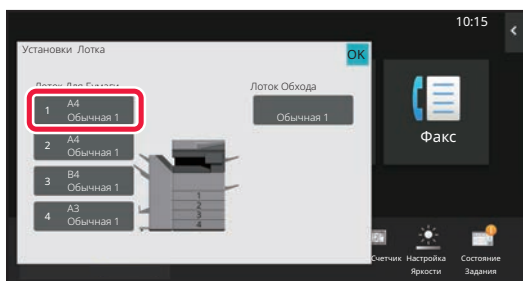 10:15
Установки Лотка
OK
Лоток Для Бумаги
Лоток Обхода
1 A4
Обычная 1
Обычная 1
2 A4
Обычная 1
3 B4
Обычная 1
4 A3
Обычная 1
1
2
3
4
Факс
Счетчик
Настройка
Яркости
Состояние
Задания